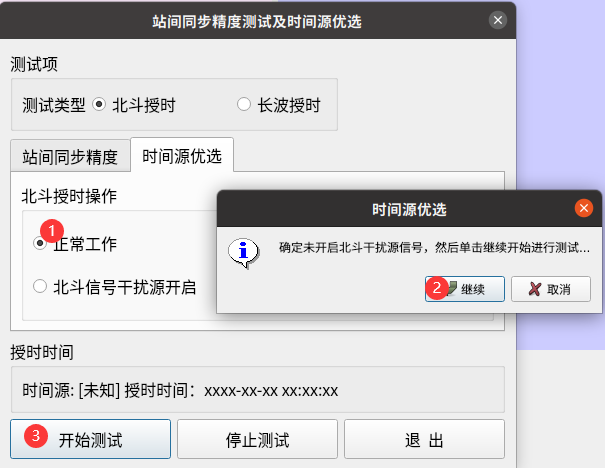 站间同步精度测试及时间源优选
测试项
测试类型 北斗授时 长波授时
站间同步精度 时间源优选
北斗授时操作
1
正常工作
北斗信号干扰源开启
时间源优选
确定未开启北斗干扰源信号，然后单击继续开始进行测试...
2 继续 取消
授时时间
时间源: [未知] 授时时间： xxxx-xx-xx xx:xx:xx
3 开始测试 停止测试 退 出